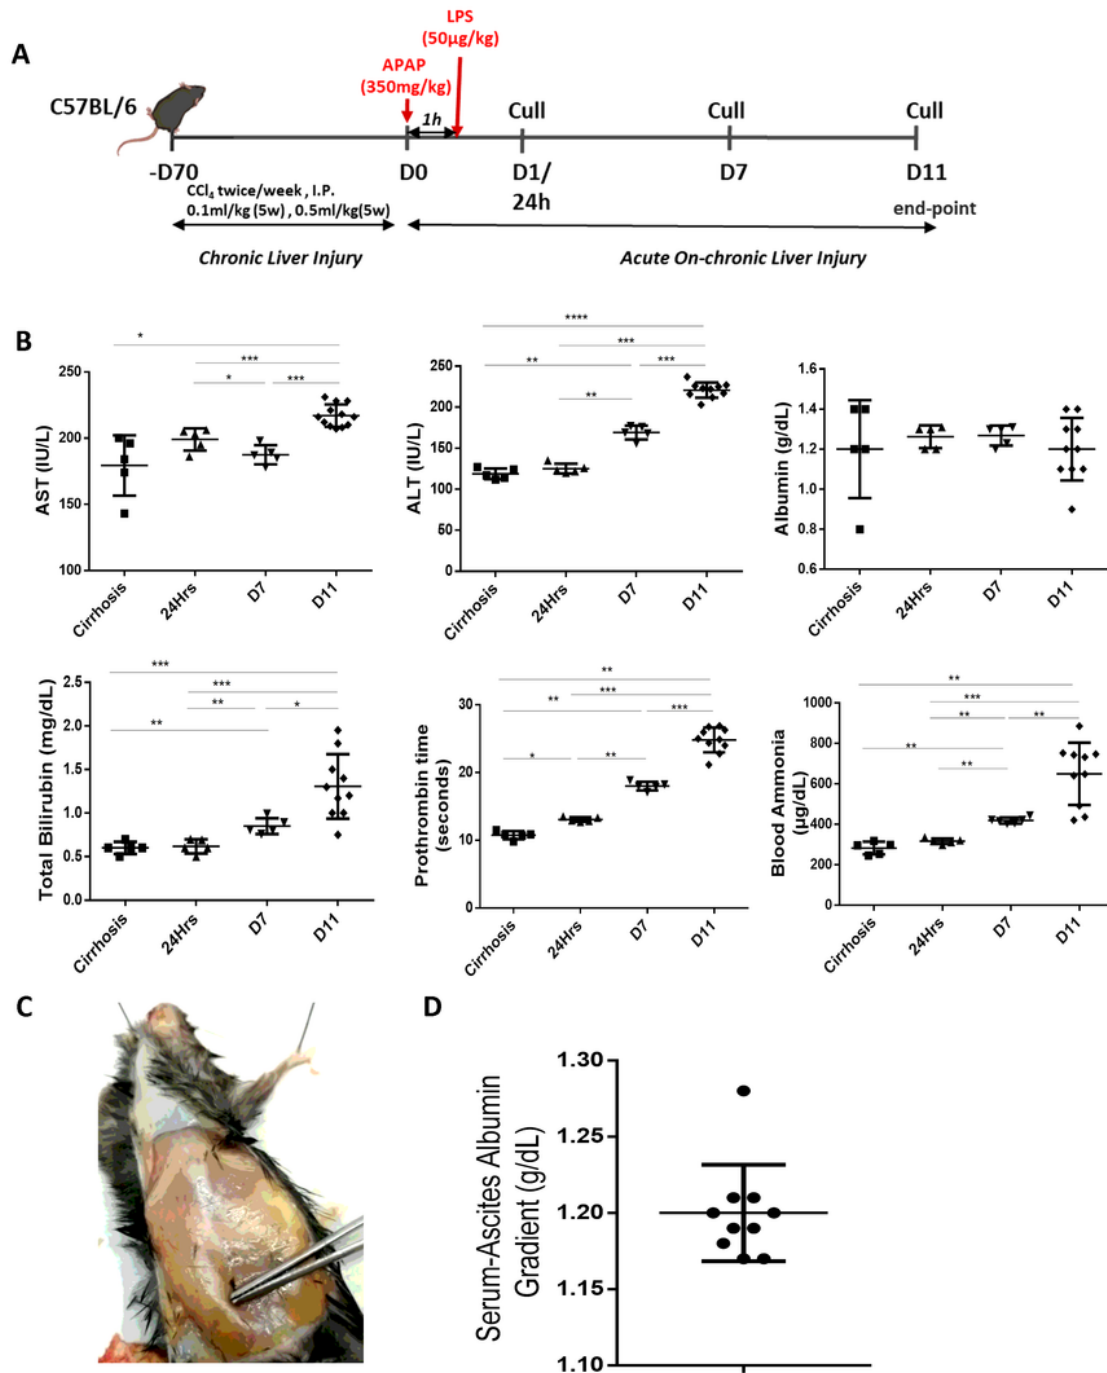 A
LPS
(50µg/kg)
APAP
(350mg/kg)
C57BL/6
1h
Cull
Cull
Cull
-D70
D0
D1/
24h
D7
D11
CCl4 twice/week , I.P.
0.1ml/kg (5w) , 0.5ml/kg(5w)
end-point
Chronic Liver Injury
Acute On-chronic Liver Injury
B
*
***
*
***
AST (IU/L)
250
200
150
100
Cirrhosis
24Hrs
D7
D11
****
***
**
***
**
ALT (IU/L)
250
200
150
100
50
0
Cirrhosis
24Hrs
D7
D11
Albumin (g/dL)
1.6
1.4
1.2
1.0
0.8
0.6
Cirrhosis
24Hrs
D7
D11
***
***
**
*
**
Total Bilirubin (mg/dL)
2.5
2.0
1.5
1.0
0.5
0.0
Cirrhosis
24Hrs
D7
D11
**
***
**
***
*
**
Prothrombin time
(seconds)
30
20
10
0
Cirrhosis
24Hrs
D7
D11
**
***
**
**
**
**
Blood Ammonia
(µg/dL)
1000
800
600
400
200
0
Cirrhosis
24Hrs
D7
D11
C
D
Serum-Ascites Albumin
Gradient (g/dL)
1.30
1.25
1.20
1.15
1.10